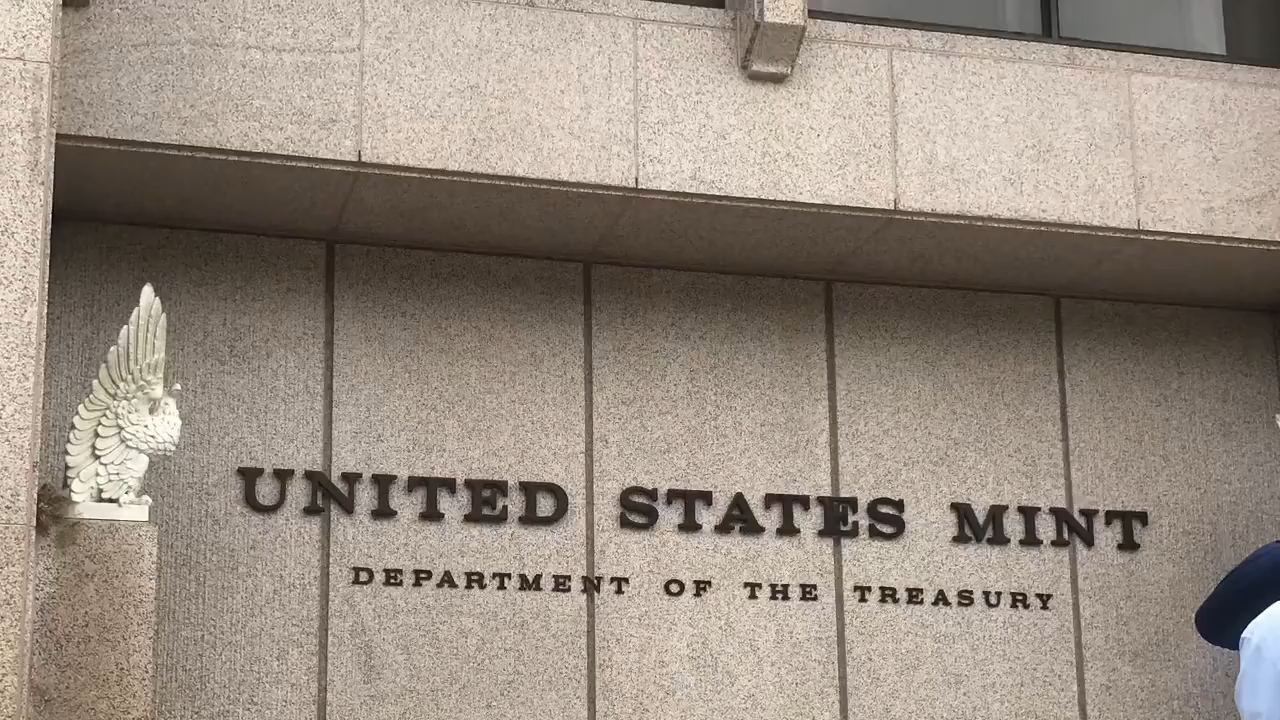 UNITED STATES MINT
DEPARTMENT OF THE TREASURY